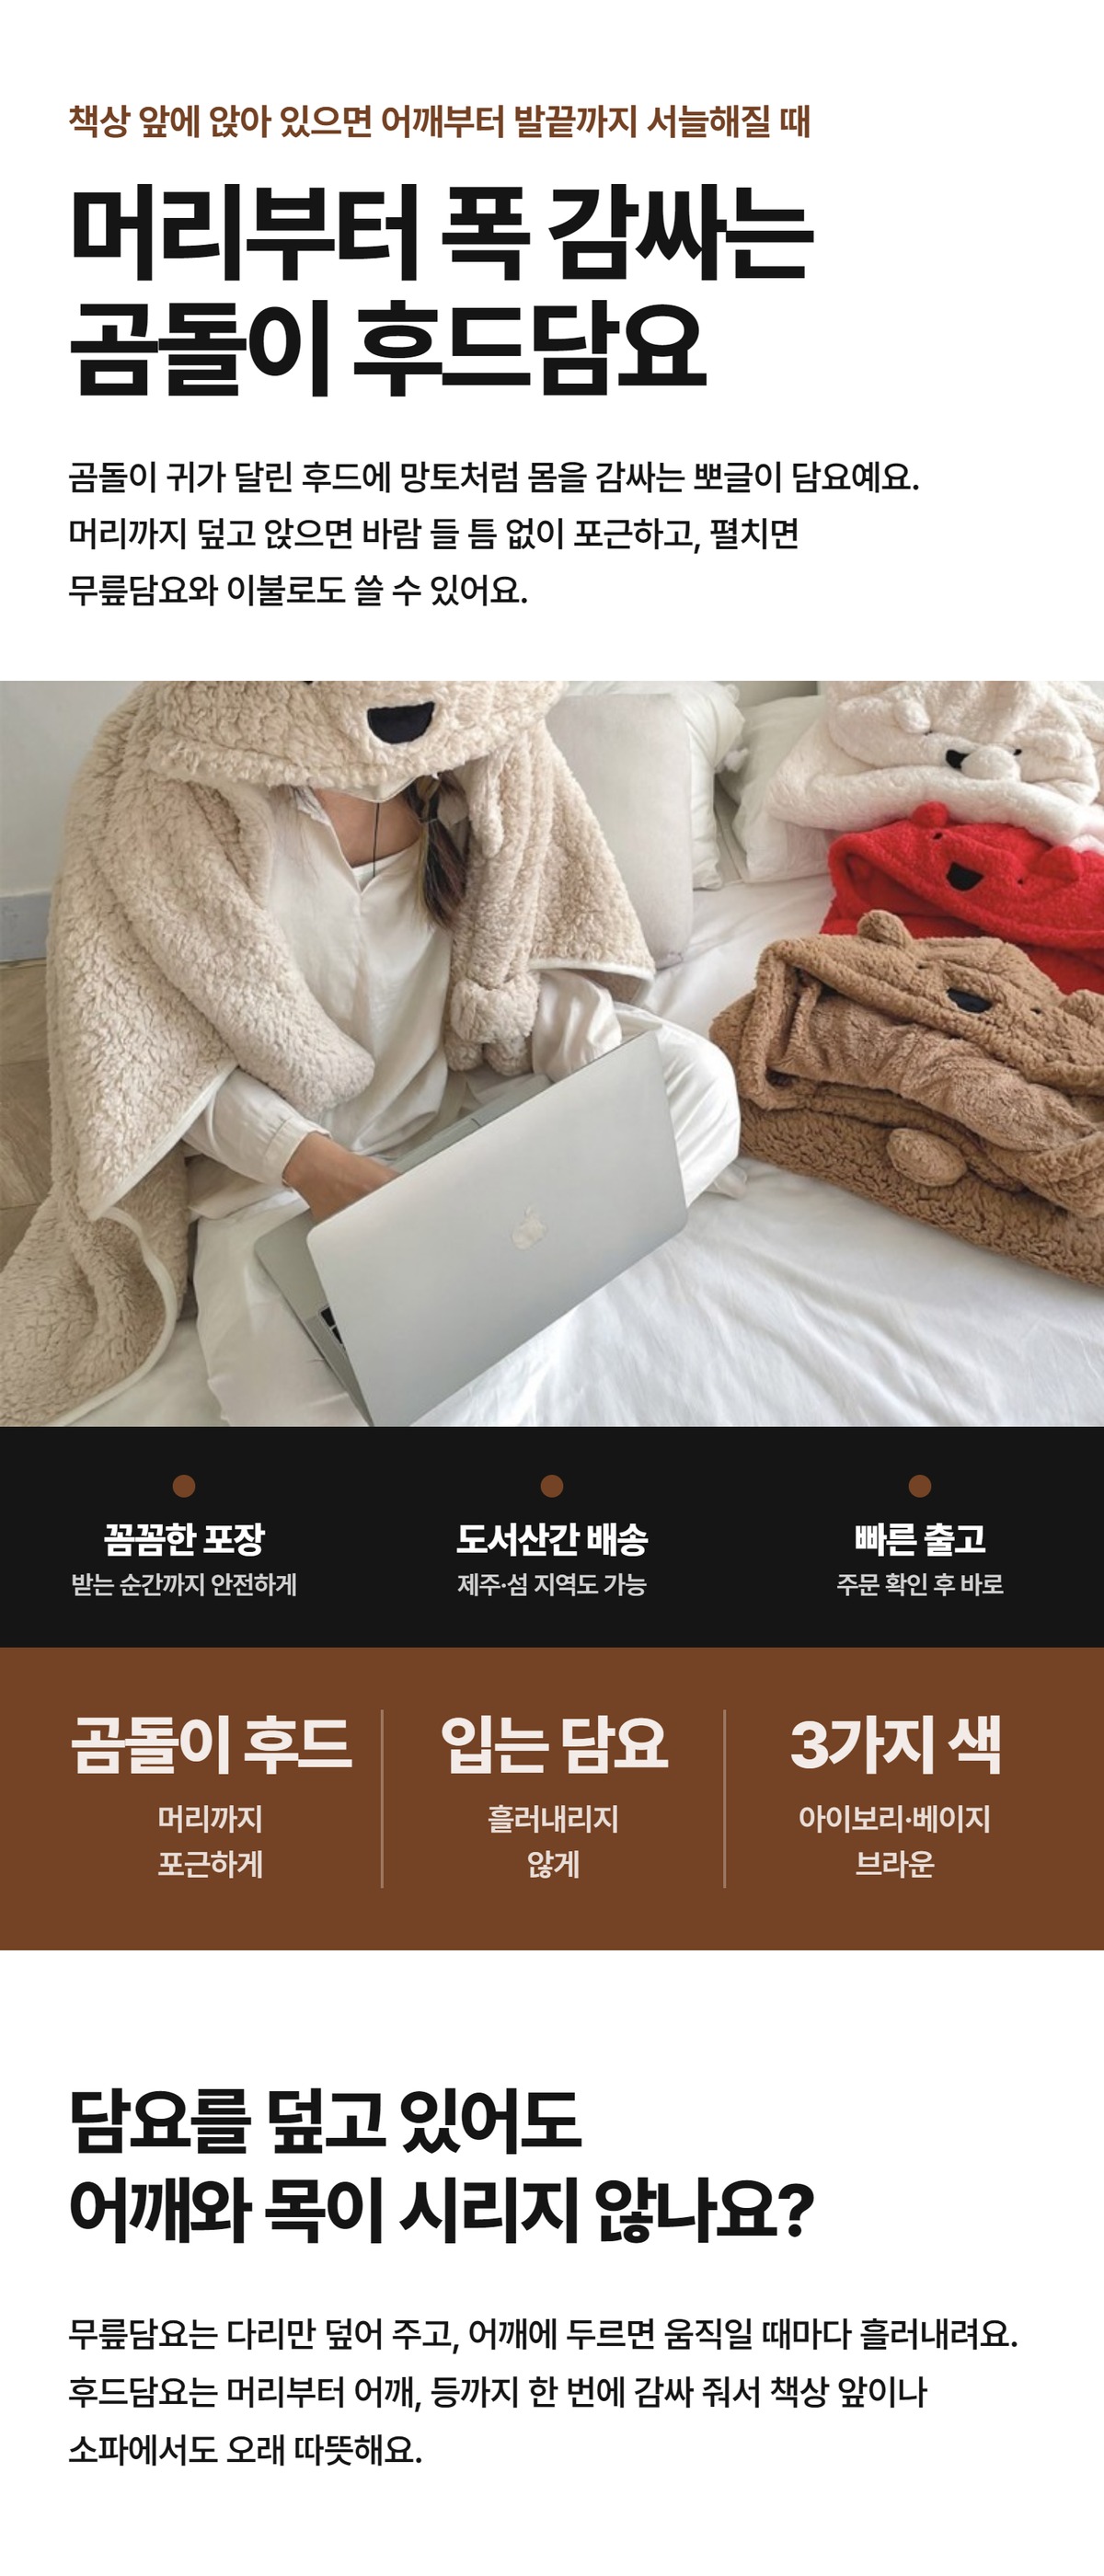 책상 앞에 앉아 있으면 어깨부터 발끝까지 서늘해질 때
머리부터 폭 감싸는
곰돌이 후드담요
곰돌이 귀가 달린 후드에 망토처럼 몸을 감싸는 뽀글이 담요예요.
머리까지 덮고 앉으면 바람 들 틈 없이 포근하고, 펼치면
무릎담요와 이불로도 쓸 수 있어요.
꼼꼼한 포장
받는 순간까지 안전하게
도서산간 배송
제주·섬 지역도 가능
빠른 출고
주문 확인 후 바로
곰돌이 후드
머리까지
포근하게
입는 담요
흘러내리지
않게
3가지 색
아이보리·베이지
브라운
담요를 덮고 있어도
어깨와 목이 시리지 않나요?
무릎담요는 다리만 덮어 주고, 어깨에 두르면 움직일 때마다 흘러내려요.
후드담요는 머리부터 어깨, 등까지 한 번에 감싸 줘서 책상 앞이나
소파에서도 오래 따뜻해요.